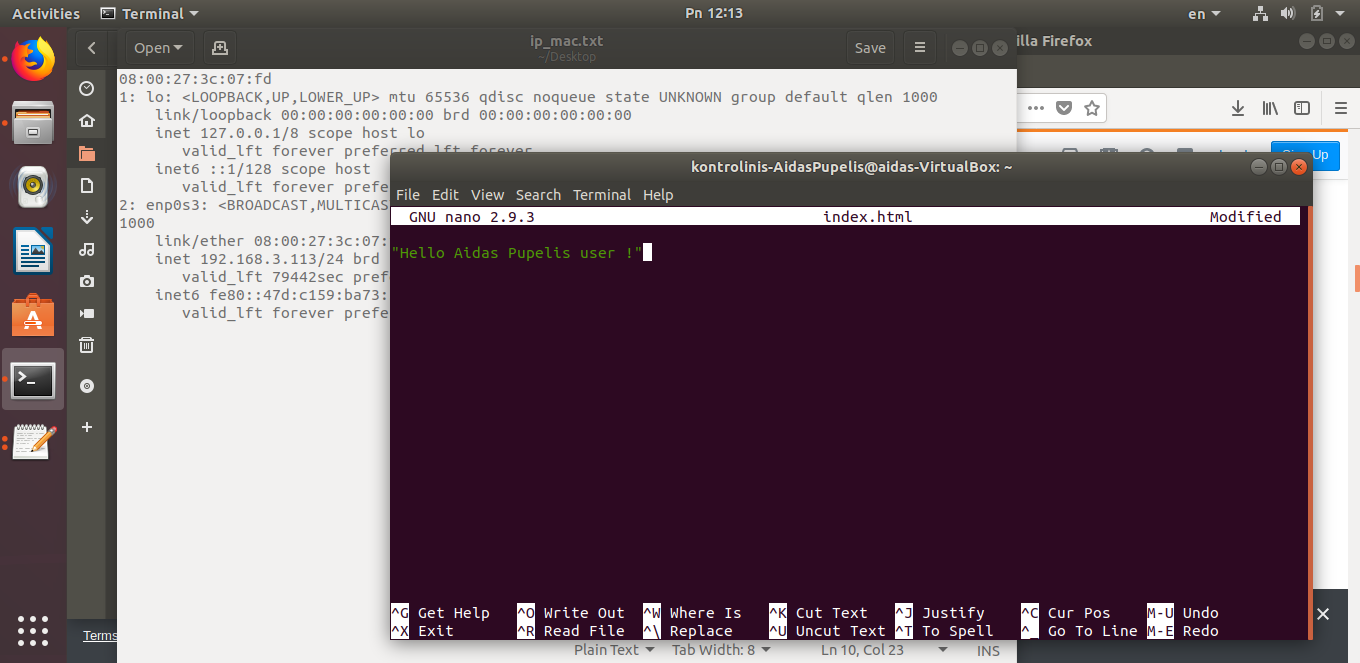 Activities Terminal Pn 12:13 en
Open ip_mac.txt Save
~/Desktop
illa Firefox
08:00:27:3c:07:fd
1: lo: <LOOPBACK,UP,LOWER_UP> mtu 65536 qdisc noqueue state UNKNOWN group default qlen 1000
link/loopback 00:00:00:00:00:00 brd 00:00:00:00:00:00
inet 127.0.0.1/8 scope host lo
valid_lft forever preferred_lft forever
inet6 ::1/128 scope host
valid_lft forever prefe
2: enp0s3: <BROADCAST,MULTICAS
1000
link/ether 08:00:27:3c:07:
inet 192.168.3.113/24 brd
valid_lft 79442sec pref
inet6 fe80::47d:c159:ba73:
valid_lft forever prefe
Up
kontrolinis-AidasPupelis@aidas-VirtualBox: ~
File Edit View Search Terminal Help
GNU nano 2.9.3 index.html Modified
"Hello Aidas Pupelis user !"
^G Get Help ^O Write Out ^W Where Is ^K Cut Text ^J Justify ^C Cur Pos M-U Undo
^X Exit ^R Read File ^\ Replace ^U Uncut Text ^T To Spell ^_ Go To Line M-E Redo
Terms
Plain Text Tab Width: 8 Ln 10, Col 23 INS